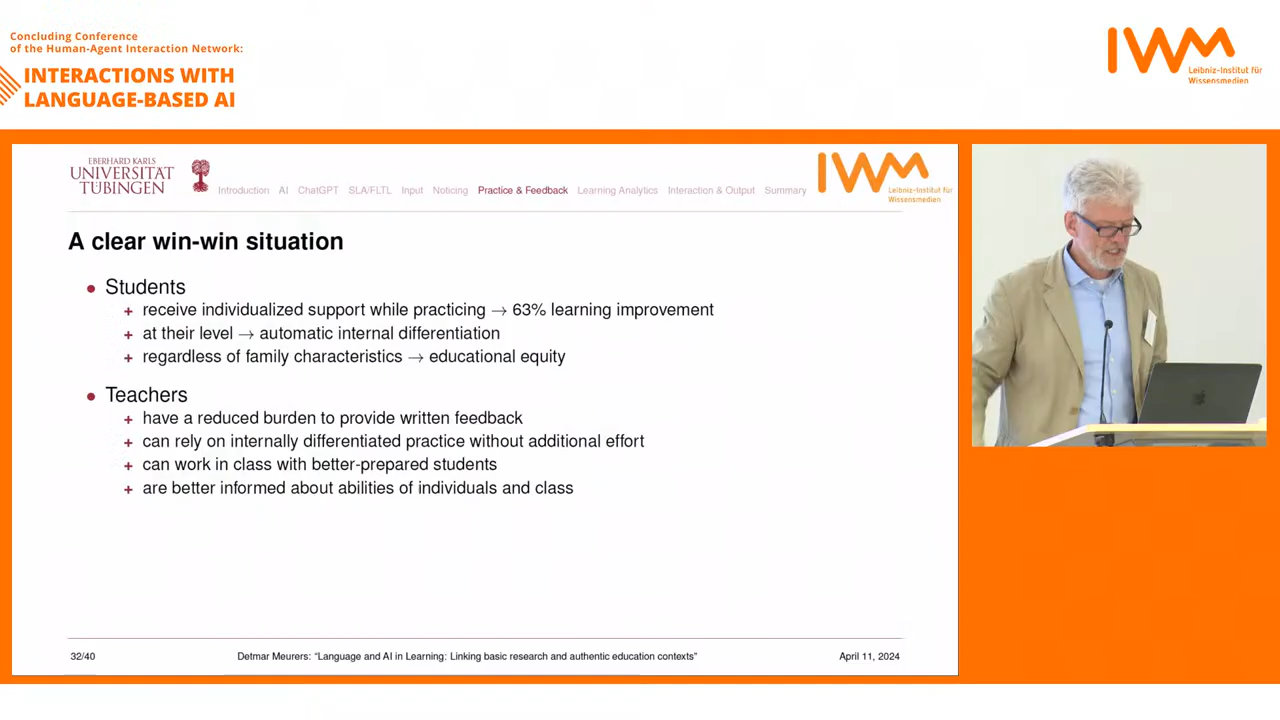 Concluding Conference
of the Human-Agent Interaction Network:
INTERACTIONS WITH
LANGUAGE-BASED AI
IWM
Leibniz-Institut für
Wissensmedien
EBERHARD KARLS
UNIVERSITÄT
TÜBINGEN
Introduction AI ChatGPT SLA/FLTL Input Noticing Practice & Feedback Learning Analytics Interaction & Output Summary
IWM
Leibniz-Institut für
Wissensmedien
A clear win-win situation
• Students
+ receive individualized support while practicing → 63% learning improvement
+ at their level → automatic internal differentiation
+ regardless of family characteristics → educational equity
• Teachers
+ have a reduced burden to provide written feedback
+ can rely on internally differentiated practice without additional effort
+ can work in class with better-prepared students
+ are better informed about abilities of individuals and class
32/40 Detmar Meurers: “Language and AI in Learning: Linking basic research and authentic education contexts” April 11, 2024